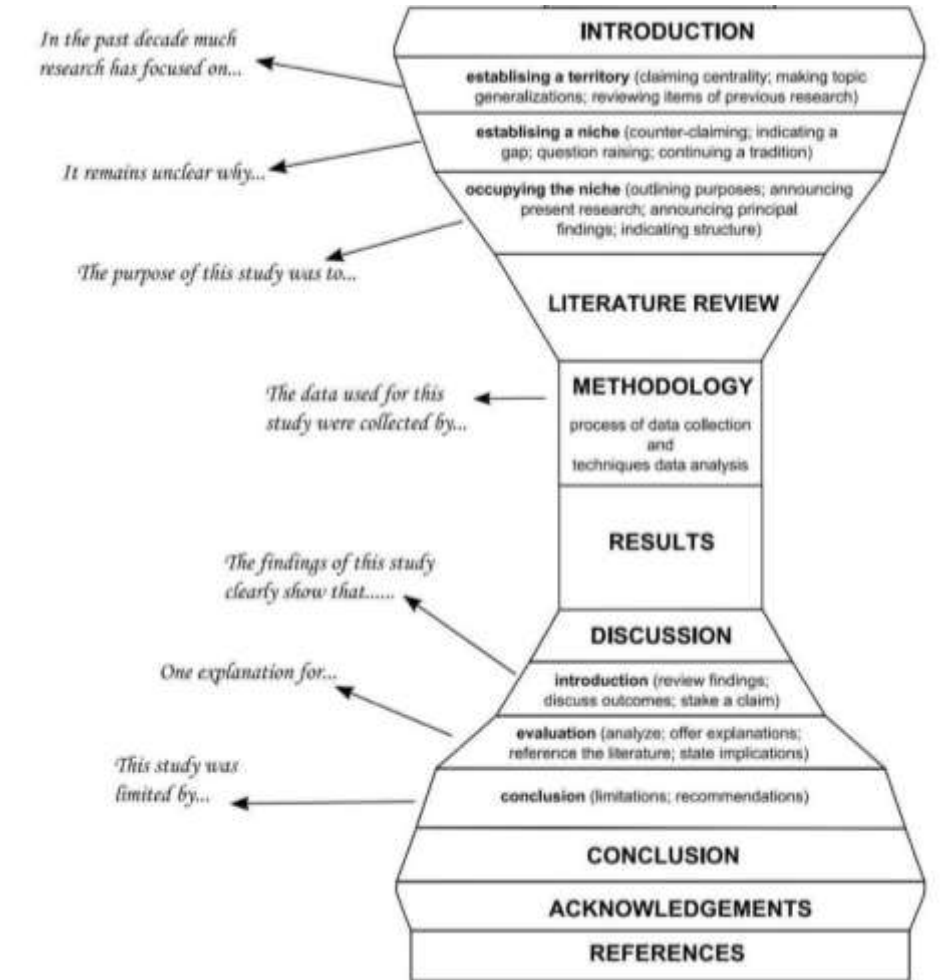 INTRODUCTION
In the past decade much
research has focused on...
establising a territory (claiming centrality; making topic
generalizations; reviewing items of previous research)
establising a niche (counter-claiming; indicating a
gap; question raising; continuing a tradition)
It remains unclear why...
occupying the niche (outlining purposes; announcing
present research; announcing principal
findings; indicating structure)
The purpose of this study was to...
LITERATURE REVIEW
METHODOLOGY
The data used for this
study were collected by...
process of data collection
and
techniques data analysis
RESULTS
The findings of this study
clearly show that......
DISCUSSION
introduction (review findings;
discuss outcomes; stake a claim)
One explanation for...
evaluation (analyze; offer explanations;
reference the literature; state implications)
This study was
limited by...
conclusion (limitations; recommendations)
CONCLUSION
ACKNOWLEDGEMENTS
REFERENCES